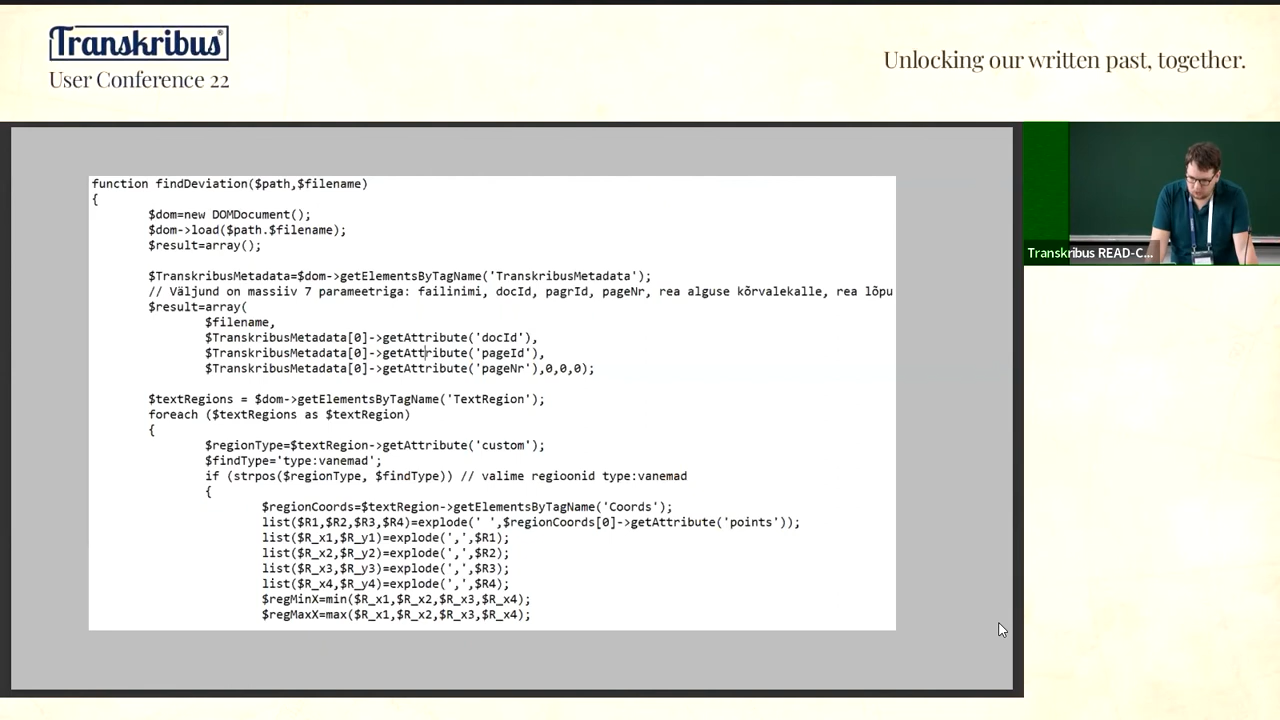 Transkribus®
User Conference 22
Unlocking our written past, together.
function findDeviation($path,$filename)
{
$dom=new DOMDocument();
$dom->load($path.$filename);
$result=array();
$TranskribusMetadata=$dom->getElementsByTagName('TranskribusMetadata');
// Väljund on massiiv 7 parameetriga: failinimi, docId, pagrId, pageNr, rea alguse kõrvalekalle, rea lõpu
$result=array(
$filename,
$TranskribusMetadata[0]->getAttribute('docId'),
$TranskribusMetadata[0]->getAttribute('pageId'),
$TranskribusMetadata[0]->getAttribute('pageNr'),0,0,0);
$textRegions = $dom->getElementsByTagName('TextRegion');
foreach ($textRegions as $textRegion)
{
$regionType=$textRegion->getAttribute('custom');
$findType='type:vanemad';
if (strpos($regionType, $findType)) // valime regioonid type:vanemad
{
$regionCoords=$textRegion->getElementsByTagName('Coords');
list($R1,$R2,$R3,$R4)=explode(' ',$regionCoords[0]->getAttribute('points'));
list($R_x1,$R_y1)=explode(',',$R1);
list($R_x2,$R_y2)=explode(',',$R2);
list($R_x3,$R_y3)=explode(',',$R3);
list($R_x4,$R_y4)=explode(',',$R4);
$regMinX=min($R_x1,$R_x2,$R_x3,$R_x4);
$regMaxX=max($R_x1,$R_x2,$R_x3,$R_x4);
Transkribus READ-C...